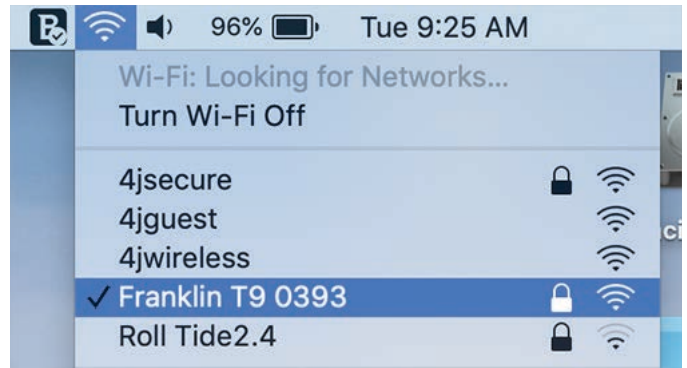 96% Tue 9:25 AM
Wi-Fi: Looking for Networks...
Turn Wi-Fi Off
4jsecure
4jguest
4jwireless
✓ Franklin T9 0393
Roll Tide2.4
ci